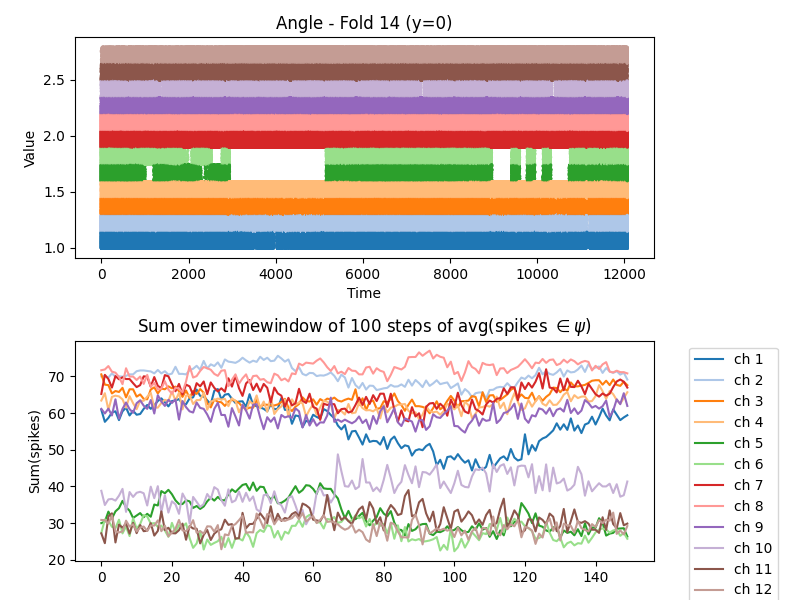 Angle - Fold 14 (y=0)
2.5
2.0
1.5
1.0
Value
0 2000 4000 6000 8000 10000 12000
Time
Sum over timewindow of 100 steps of avg(spikes ∈ ψ)
70
60
50
40
30
20
Sum(spikes)
0 20 40 60 80 100 120 140
ch 1
ch 2
ch 3
ch 4
ch 5
ch 6
ch 7
ch 8
ch 9
ch 10
ch 11
ch 12